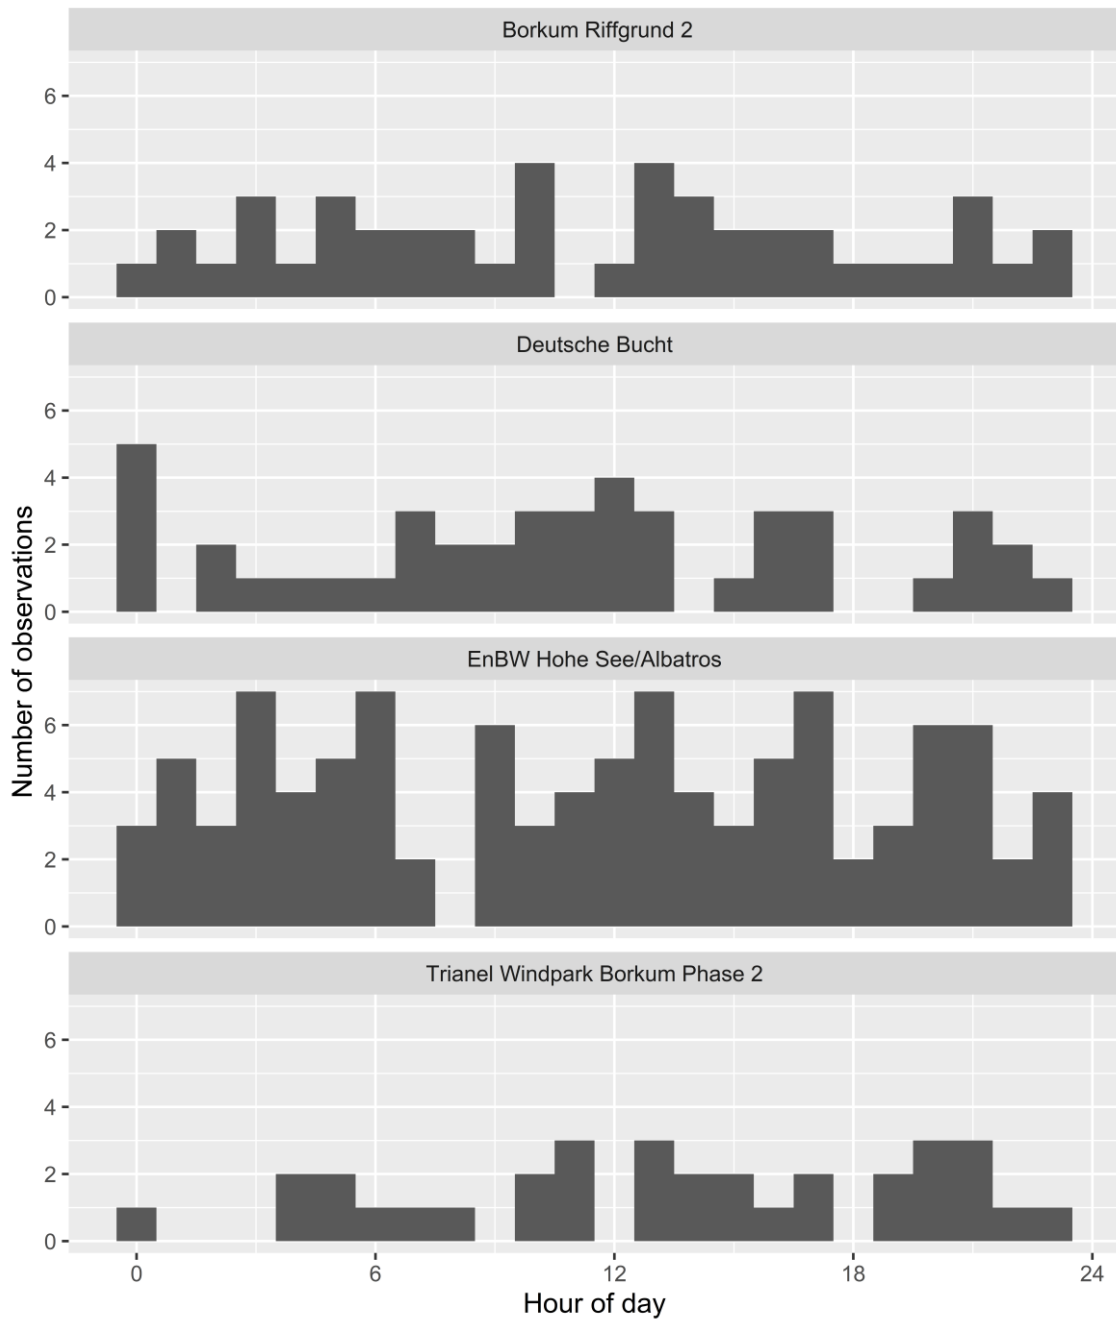 Borkum Riffgrund 2
6
4
2
0
Deutsche Bucht
6
4
2
0
EnBW Hohe See/Albatros
6
4
2
0
Trianel Windpark Borkum Phase 2
6
4
2
0
0 6 12 18 24
Hour of day
Number of observations